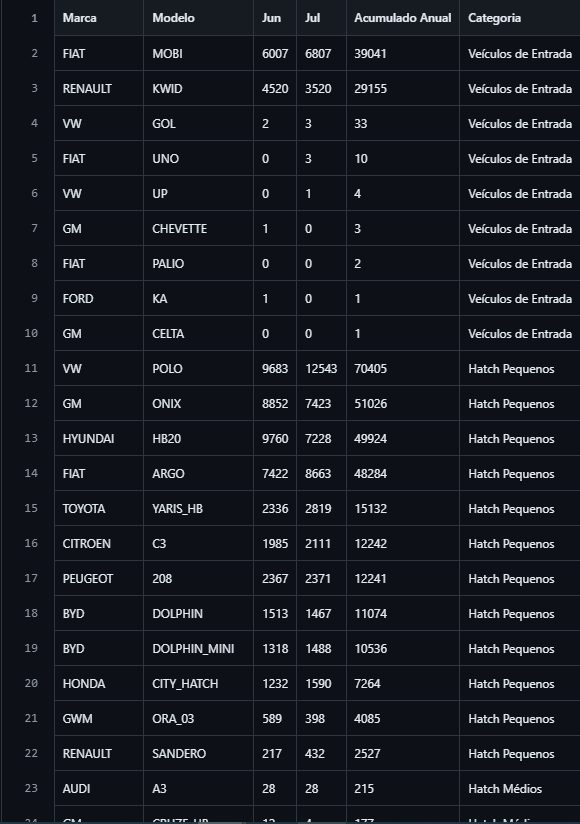 1 Marca Modelo Jun Jul Acumulado Anual Categoria
2 FIAT MOBI 6007 6807 39041 Veículos de Entrada
3 RENAULT KWID 4520 3520 29155 Veículos de Entrada
4 VW GOL 2 3 33 Veículos de Entrada
5 FIAT UNO 0 3 10 Veículos de Entrada
6 VW UP 0 1 4 Veículos de Entrada
7 GM CHEVETTE 1 0 3 Veículos de Entrada
8 FIAT PALIO 0 0 2 Veículos de Entrada
9 FORD KA 1 0 1 Veículos de Entrada
10 GM CELTA 0 0 1 Veículos de Entrada
11 VW POLO 9683 12543 70405 Hatch Pequenos
12 GM ONIX 8852 7423 51026 Hatch Pequenos
13 HYUNDAI HB20 9760 7228 49924 Hatch Pequenos
14 FIAT ARGO 7422 8663 48284 Hatch Pequenos
15 TOYOTA YARIS_HB 2336 2819 15132 Hatch Pequenos
16 CITROEN C3 1985 2111 12242 Hatch Pequenos
17 PEUGEOT 208 2367 2371 12241 Hatch Pequenos
18 BYD DOLPHIN 1513 1467 11074 Hatch Pequenos
19 BYD DOLPHIN_MINI 1318 1488 10536 Hatch Pequenos
20 HONDA CITY_HATCH 1232 1590 7264 Hatch Pequenos
21 GWM ORA_03 589 398 4085 Hatch Pequenos
22 RENAULT SANDERO 217 432 2527 Hatch Pequenos
23 AUDI A3 28 28 215 Hatch Médios